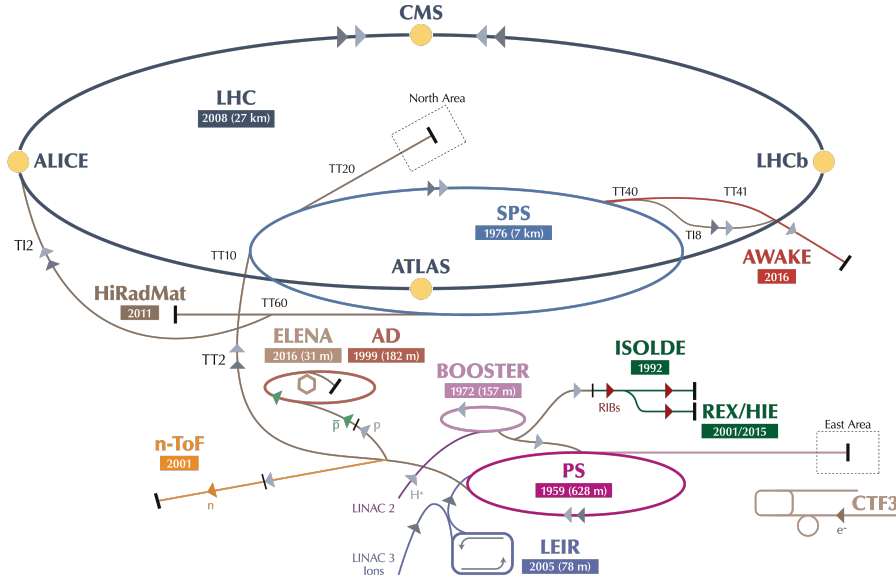 CMS
LHC
2008 (27 km)
North Area
ALICE
LHCb
TT20
TT40
TT41
SPS
1976 (7 km)
TI8
TI2
TT10
AWAKE
2016
ATLAS
HiRadMat
2011
TT60
ELENA
2016 (31 m)
AD
1999 (182 m)
TT2
BOOSTER
1972 (157 m)
ISOLDE
1992
RIBs
REX/HIE
2001/2015
p̅
p
East Area
n-ToF
2001
n
PS
1959 (628 m)
H⁺
LINAC 2
CTF3
e⁻
LINAC 3
Ions
LEIR
2005 (78 m)